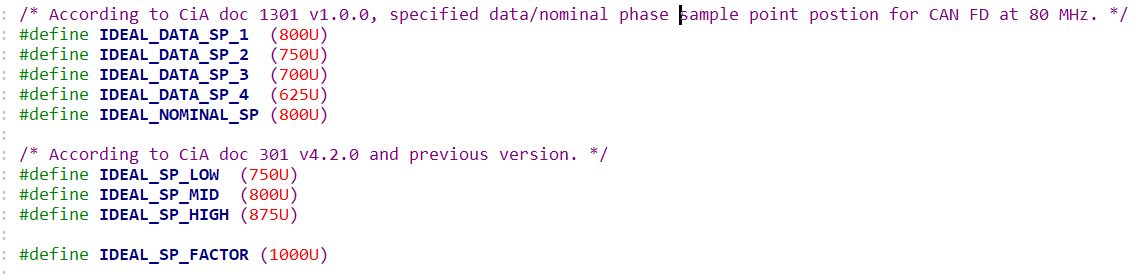 /* According to CiA doc 1301 v1.0.0, specified data/nominal phase sample point postion for CAN FD at 80 MHz. */
#define IDEAL_DATA_SP_1  (800U)
#define IDEAL_DATA_SP_2  (750U)
#define IDEAL_DATA_SP_3  (700U)
#define IDEAL_DATA_SP_4  (625U)
#define IDEAL_NOMINAL_SP (800U)
/* According to CiA doc 301 v4.2.0 and previous version. */
#define IDEAL_SP_LOW  (750U)
#define IDEAL_SP_MID  (800U)
#define IDEAL_SP_HIGH (875U)
#define IDEAL_SP_FACTOR (1000U)